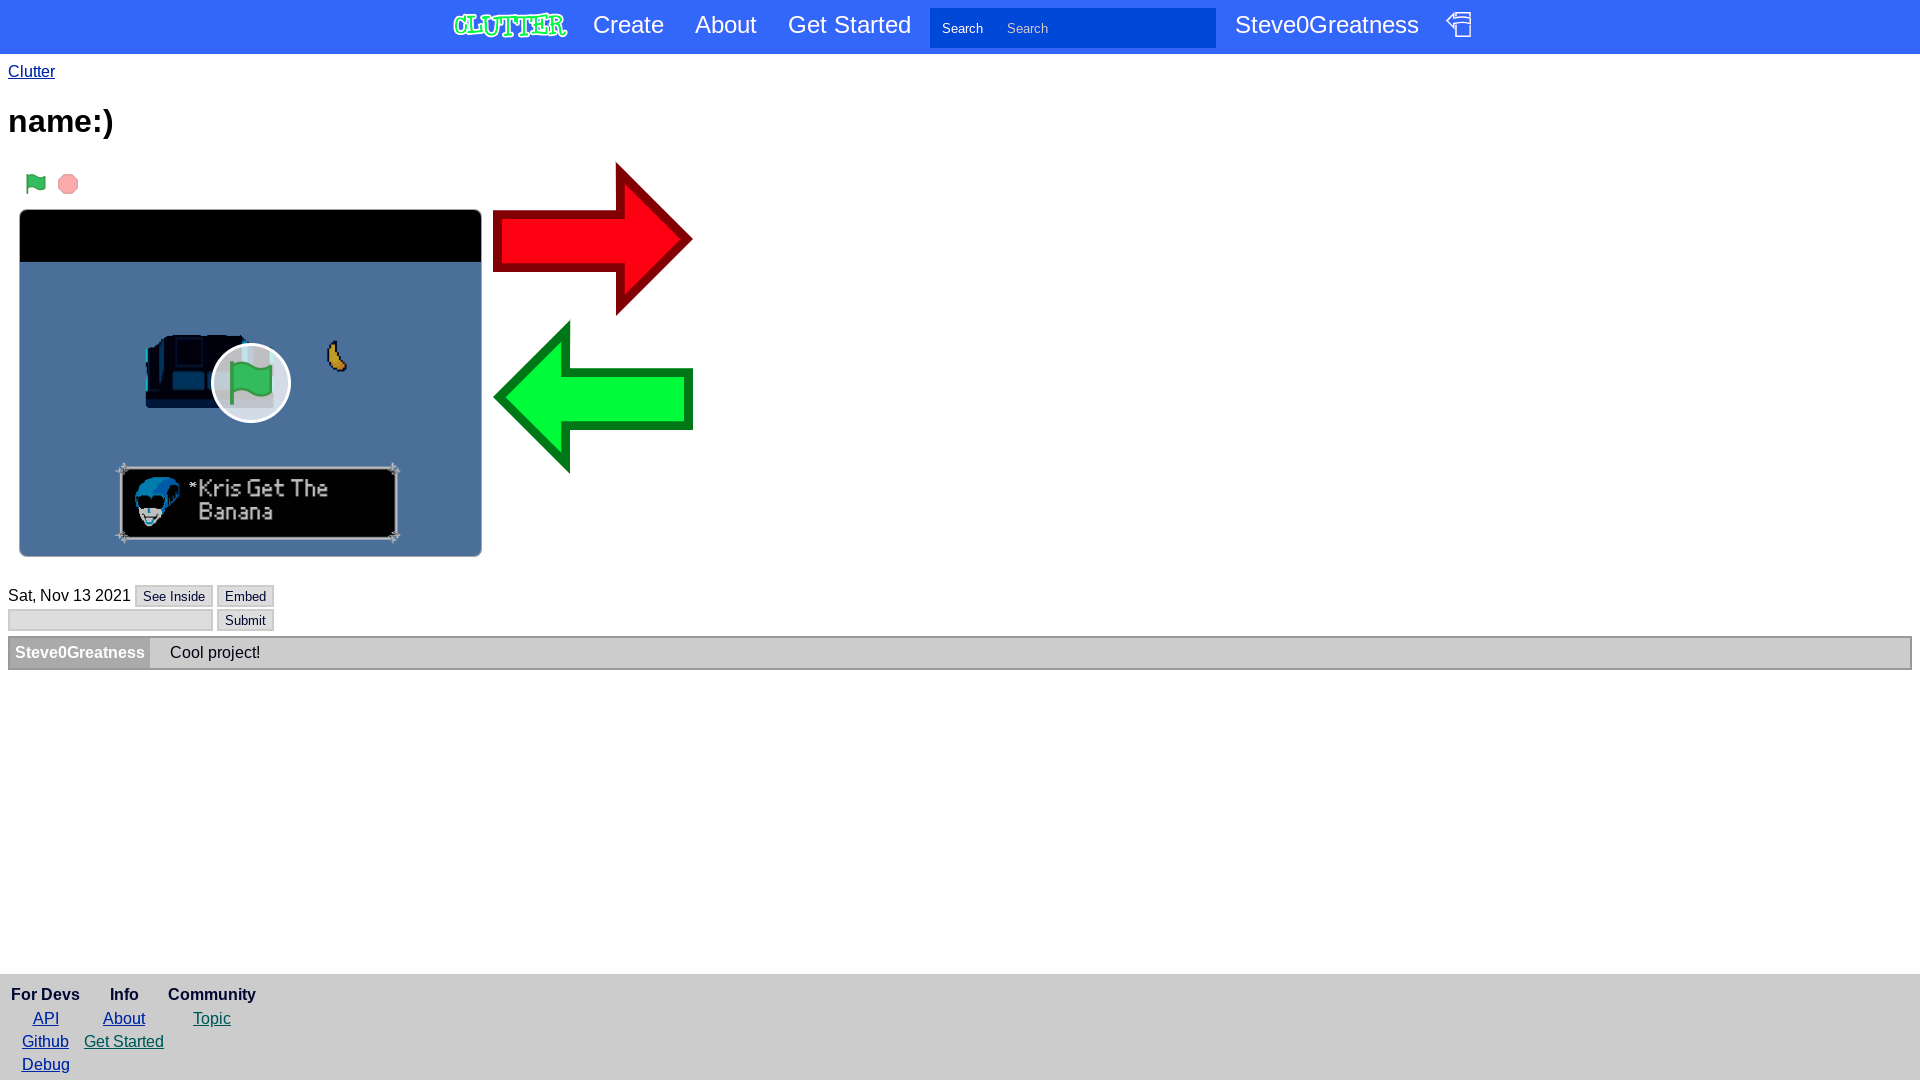 CLUTTER Create About Get Started Search Search Steve0Greatness
Clutter
name:)
*Kris Get The
Banana
Sat, Nov 13 2021 See Inside Embed
Submit
Steve0Greatness Cool project!
For Devs Info Community
API About Topic
Github Get Started
Debug